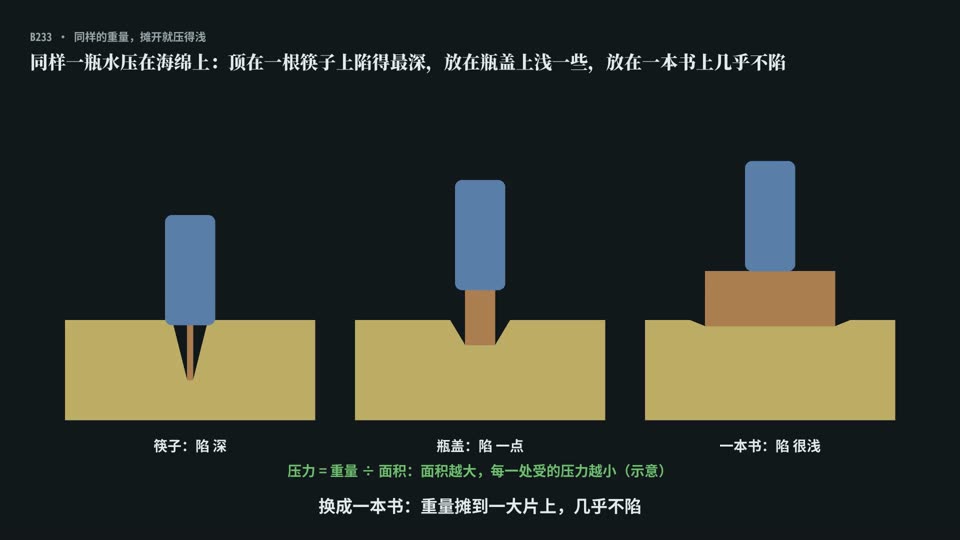 B233 • 同样的重量，摊开就压得浅
同样一瓶水压在海绵上：顶在一根筷子上陷得最深，放在瓶盖上浅一些，放在一本书上几乎不陷
筷子：陷 深
瓶盖：陷 一点
一本书：陷 很浅
压力 = 重量 ÷ 面积：面积越大，每一处受的压力越小（示意）
换成一本书：重量摊到一大片上，几乎不陷